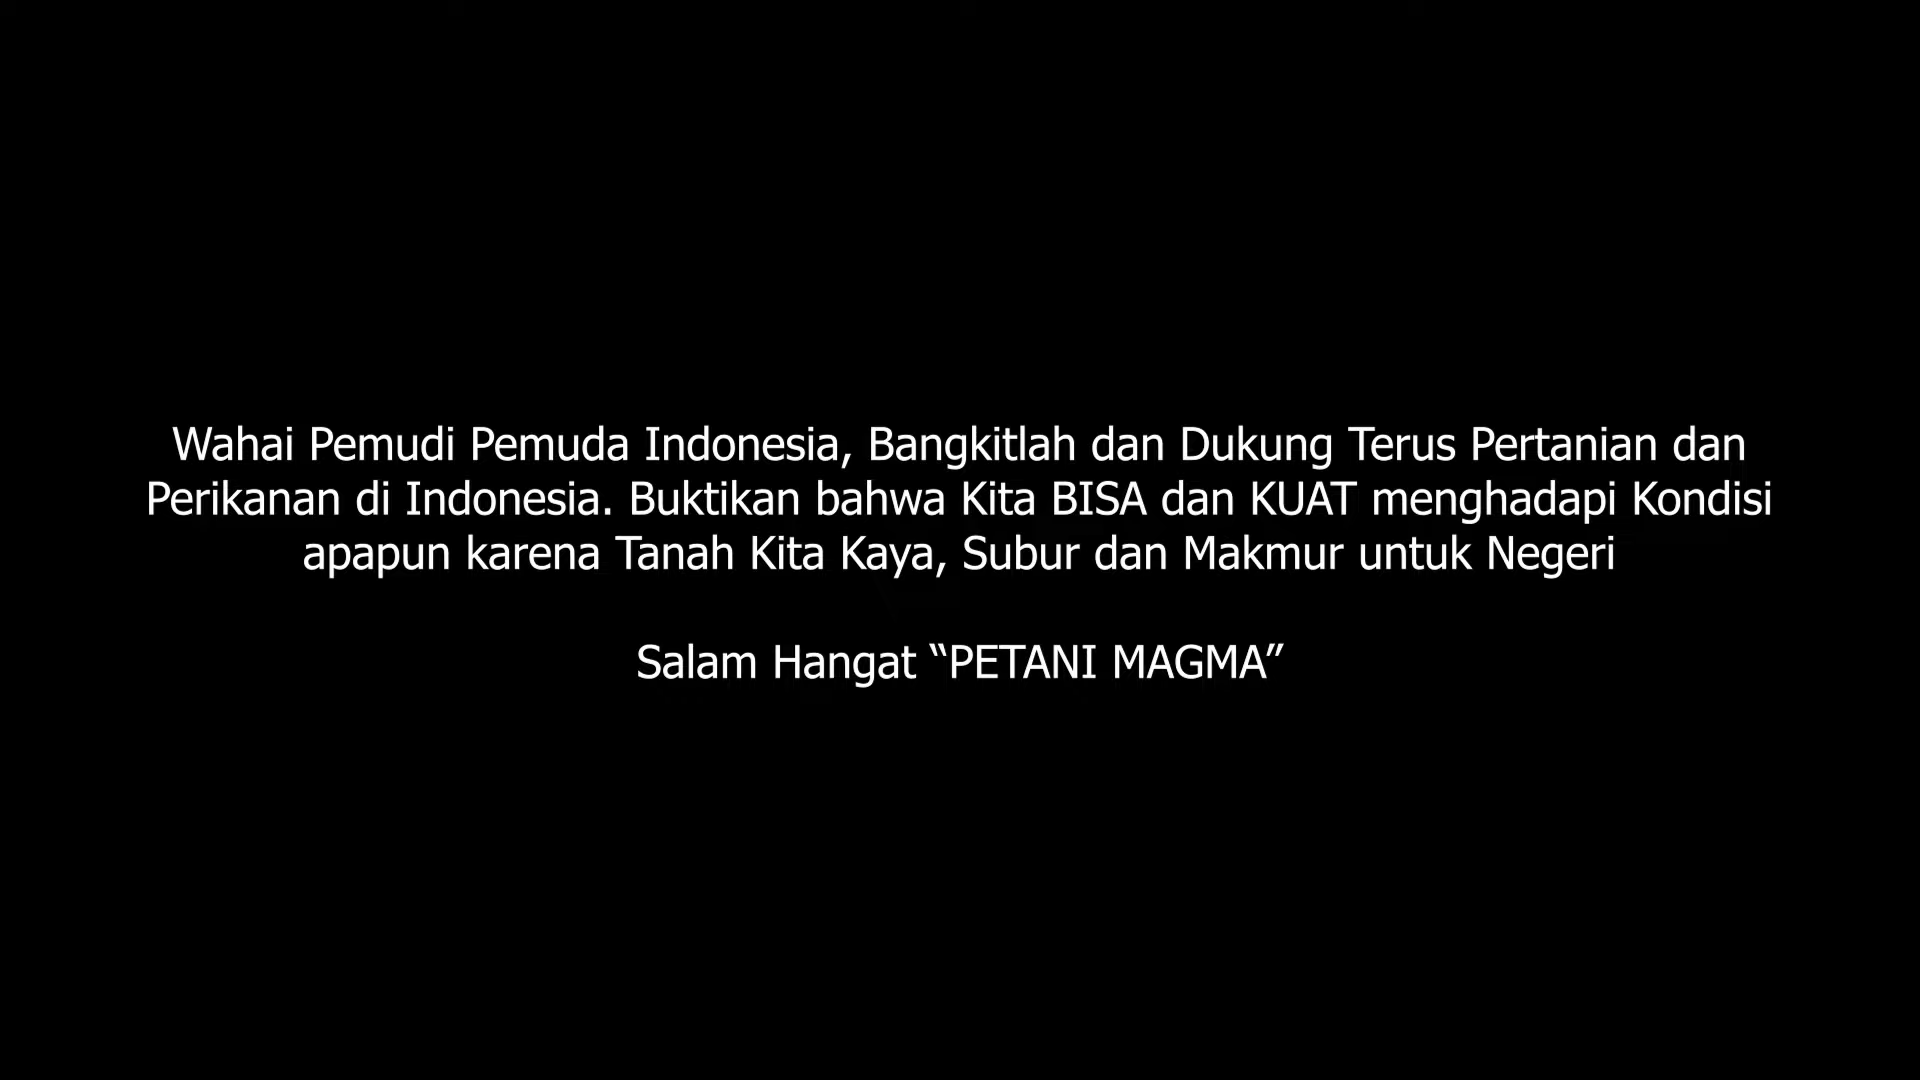 Wahai Pemudi Pemuda Indonesia, Bangkitlah dan Dukung Terus Pertanian dan
Perikanan di Indonesia. Buktikan bahwa Kita BISA dan KUAT menghadapi Kondisi
apapun karena Tanah Kita Kaya, Subur dan Makmur untuk Negeri
Salam Hangat “PETANI MAGMA”